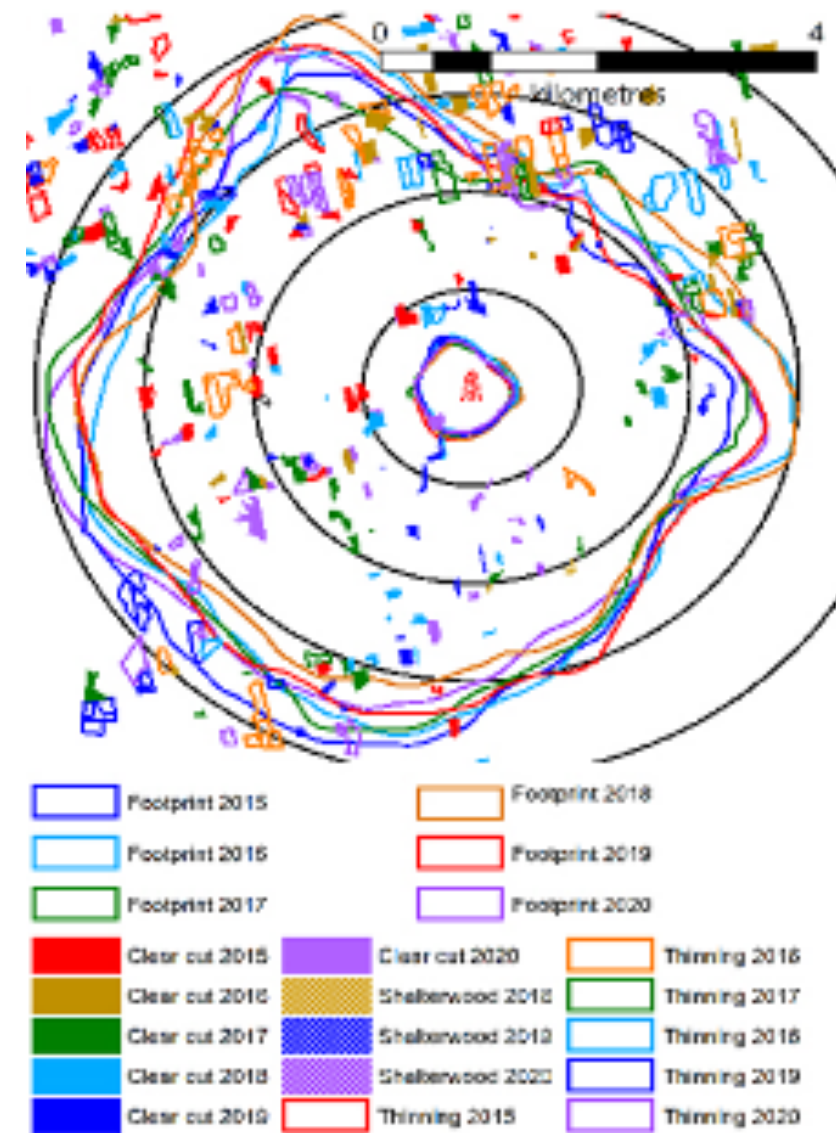 0 4
kilometres
Footprint 2015
Footprint 2018
Footprint 2016
Footprint 2019
Footprint 2017
Footprint 2020
Clear cut 2015
Clear cut 2020
Thinning 2016
Clear cut 2016
Shelterwood
Thinning 2017
Clear cut 2017
Shelterwood 2019
Thinning 2018
Clear cut 2018
Shelterwood 2020
Thinning 2019
Clear cut 2019
Thinning 2015
Thinning 2020